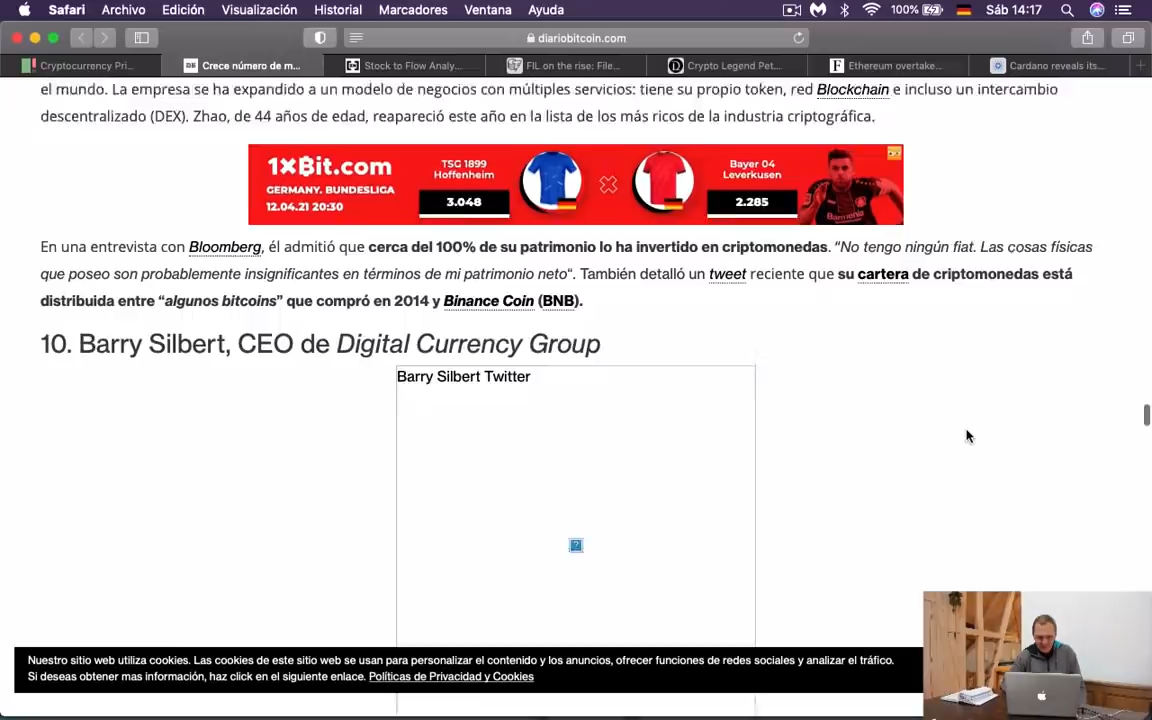 Safari Archivo Edición Visualización Historial Marcadores Ventana Ayuda 100% Sáb 14:17
diariobitcoin.com
Cryptocurrency Pri... Crece número de m... Stock to Flow Analy... FIL on the rise: File... Crypto Legend Pet... Ethereum overtake... Cardano reveals its...
el mundo. La empresa se ha expandido a un modelo de negocios con múltiples servicios: tiene su propio token, red Blockchain e incluso un intercambio
descentralizado (DEX). Zhao, de 44 años de edad, reapareció este año en la lista de los más ricos de la industria criptográfica.
1XBit.com
GERMANY. BUNDESLIGA
12.04.21 20:30
TSG 1899
Hoffenheim
3.048
Bayer 04
Leverkusen
2.285
En una entrevista con Bloomberg, él admitió que cerca del 100% de su patrimonio lo ha invertido en criptomonedas. “No tengo ningún fiat. Las cosas físicas
que poseo son probablemente insignificantes en términos de mi patrimonio neto“. También detalló un tweet reciente que su cartera de criptomonedas está
distribuida entre “algunos bitcoins” que compró en 2014 y Binance Coin (BNB).
10. Barry Silbert, CEO de Digital Currency Group
Barry Silbert Twitter
?
Nuestro sitio web utiliza cookies. Las cookies de este sitio web se usan para personalizar el contenido y los anuncios, ofrecer funciones de redes sociales y analizar el tráfico.
Si deseas obtener mas información, haz click en el siguiente enlace. Políticas de Privacidad y Cookies